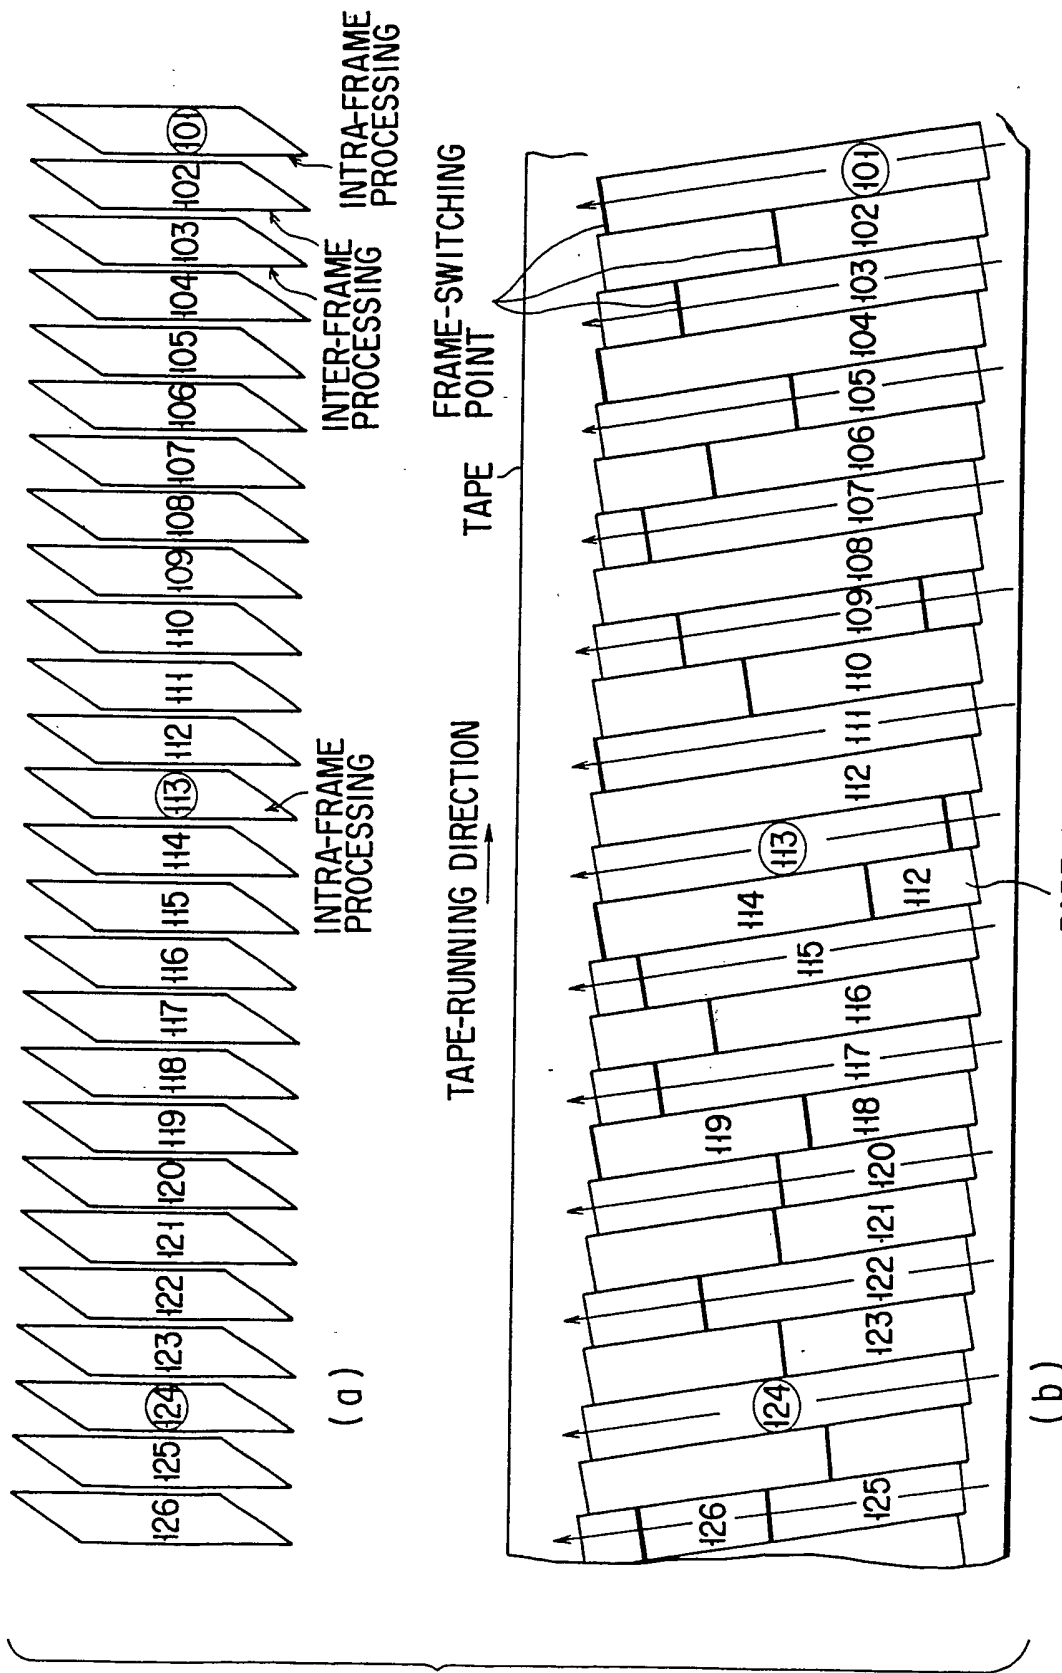 126 125 124 123 122 121 120 119 118 117 116 115 114 113 112 111 110 109 108 107 106 105 104 103 102 101
INTRA-FRAME
PROCESSING
INTER-FRAME
PROCESSING
INTRA-FRAME
PROCESSING
(a)
TAPE-RUNNING DIRECTION
TAPE
FRAME-SWITCHING
POINT
126
125
124
123
122
121
120
119
118
117
116
115
114
112
113
112
111
110
109
108
107
106
105
104
103
102
101
(b)